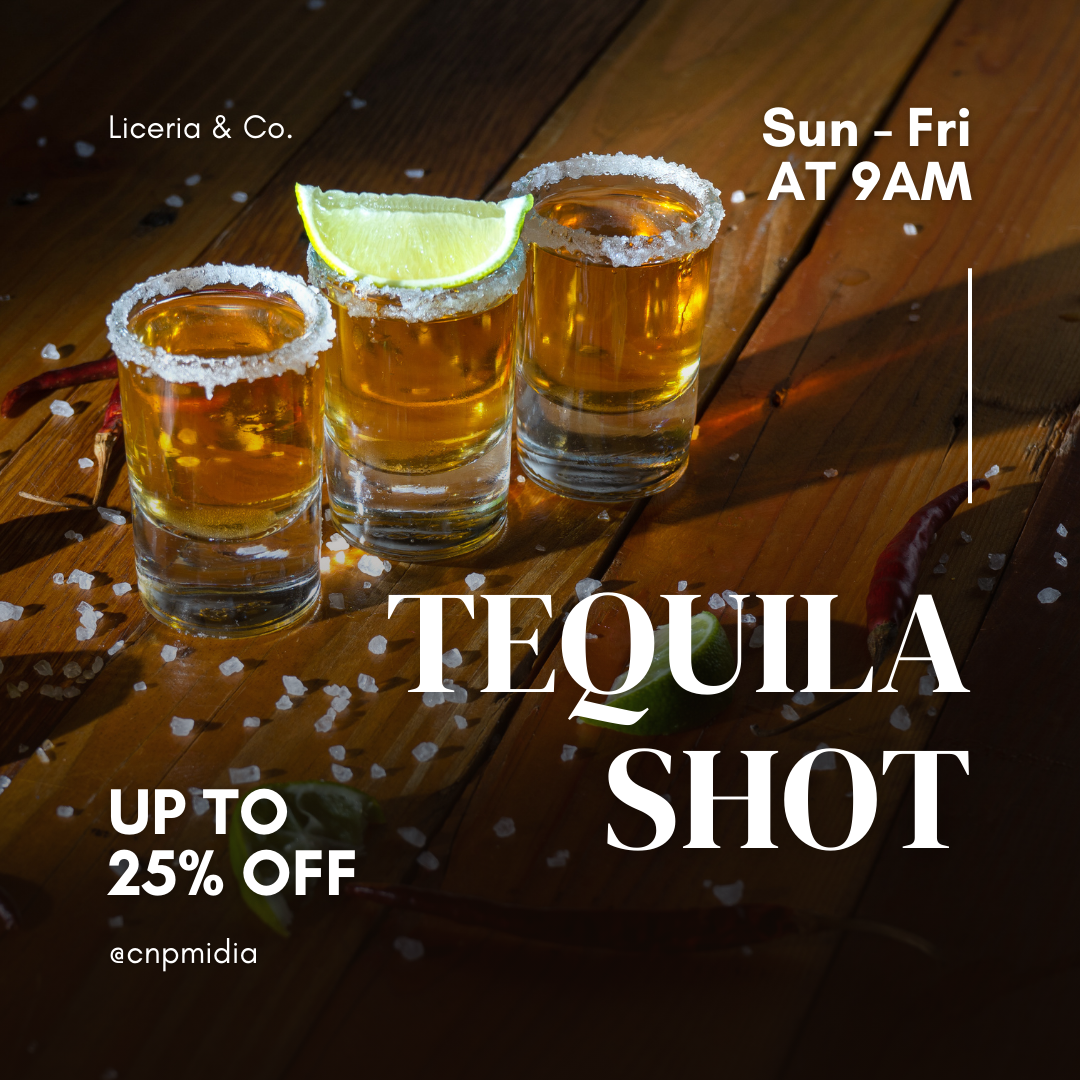 Liceria & Co.
Sun – Fri
AT 9AM
TEQUILA
SHOT
UP TO
25% OFF
@cnpmidia